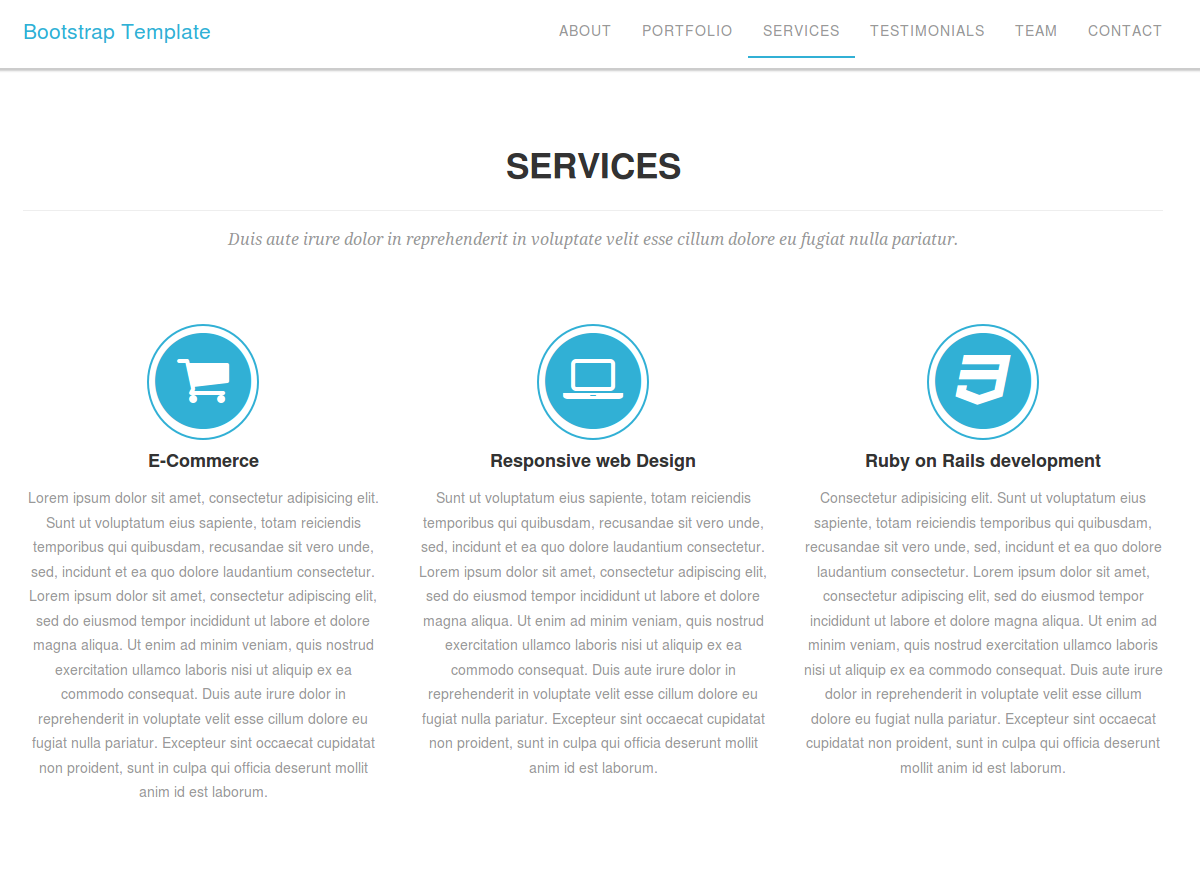 Bootstrap Template
ABOUT PORTFOLIO SERVICES TESTIMONIALS TEAM CONTACT
SERVICES
Duis aute irure dolor in reprehenderit in voluptate velit esse cillum dolore eu fugiat nulla pariatur.
E-Commerce
Lorem ipsum dolor sit amet, consectetur adipisicing elit.
Sunt ut voluptatum eius sapiente, totam reiciendis
temporibus qui quibusdam, recusandae sit vero unde,
sed, incidunt et ea quo dolore laudantium consectetur.
Lorem ipsum dolor sit amet, consectetur adipiscing elit,
sed do eiusmod tempor incididunt ut labore et dolore
magna aliqua. Ut enim ad minim veniam, quis nostrud
exercitation ullamco laboris nisi ut aliquip ex ea
commodo consequat. Duis aute irure dolor in
reprehenderit in voluptate velit esse cillum dolore eu
fugiat nulla pariatur. Excepteur sint occaecat cupidatat
non proident, sunt in culpa qui officia deserunt mollit
anim id est laborum.
Responsive web Design
Sunt ut voluptatum eius sapiente, totam reiciendis
temporibus qui quibusdam, recusandae sit vero unde,
sed, incidunt et ea quo dolore laudantium consectetur.
Lorem ipsum dolor sit amet, consectetur adipiscing elit,
sed do eiusmod tempor incididunt ut labore et dolore
magna aliqua. Ut enim ad minim veniam, quis nostrud
exercitation ullamco laboris nisi ut aliquip ex ea
commodo consequat. Duis aute irure dolor in
reprehenderit in voluptate velit esse cillum dolore eu
fugiat nulla pariatur. Excepteur sint occaecat cupidatat
non proident, sunt in culpa qui officia deserunt mollit
anim id est laborum.
Ruby on Rails development
Consectetur adipisicing elit. Sunt ut voluptatum eius
sapiente, totam reiciendis temporibus qui quibusdam,
recusandae sit vero unde, sed, incidunt et ea quo dolore
laudantium consectetur. Lorem ipsum dolor sit amet,
consectetur adipiscing elit, sed do eiusmod tempor
incididunt ut labore et dolore magna aliqua. Ut enim ad
minim veniam, quis nostrud exercitation ullamco laboris
nisi ut aliquip ex ea commodo consequat. Duis aute irure
dolor in reprehenderit in voluptate velit esse cillum
dolore eu fugiat nulla pariatur. Excepteur sint occaecat
cupidatat non proident, sunt in culpa qui officia deserunt
mollit anim id est laborum.